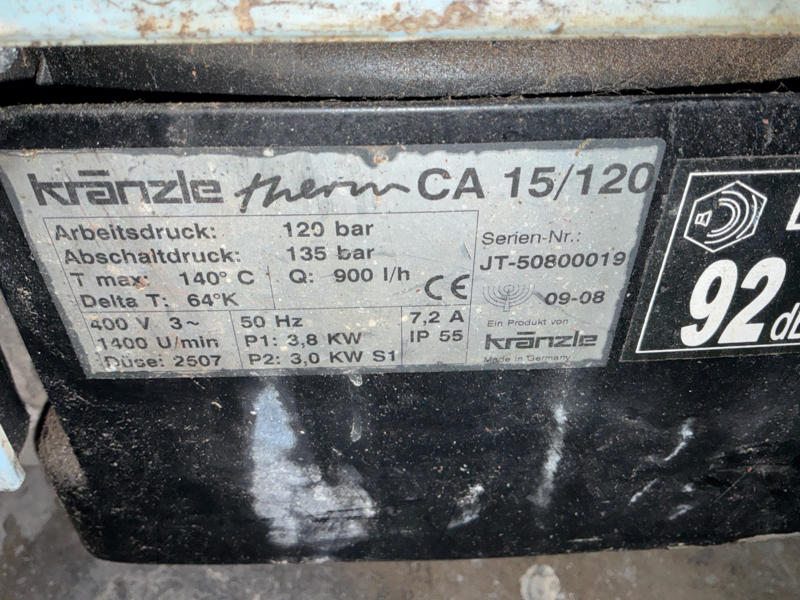 kränzle therm CA 15/120
Arbeitsdruck: 120 bar
Abschaltdruck: 135 bar
T max: 140° C Q: 900 l/h
Delta T: 64°K
CE
400 V 3~ 50 Hz 7,2 A
1400 U/min P1: 3,8 KW IP 55
Düse: 2507 P2: 3,0 KW S1
Serien-Nr.:
JT-50800019
09-08
Ein Produkt von
kränzle
Made in Germany
92 dB